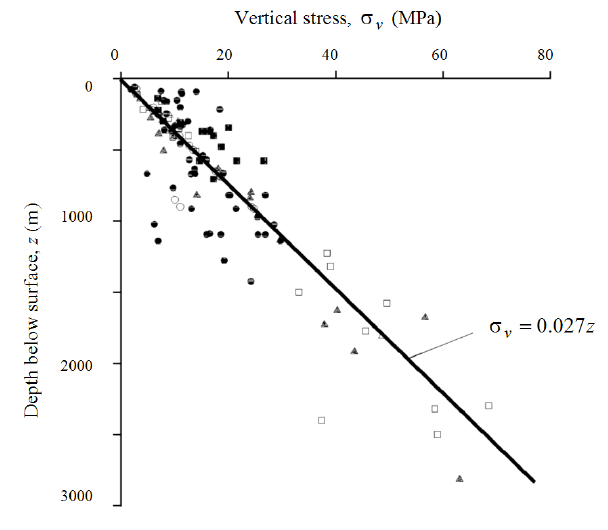 Vertical stress, σv (MPa)
0 20 40 60 80
0
1000
2000
3000
Depth below surface, z (m)
σv = 0.027z